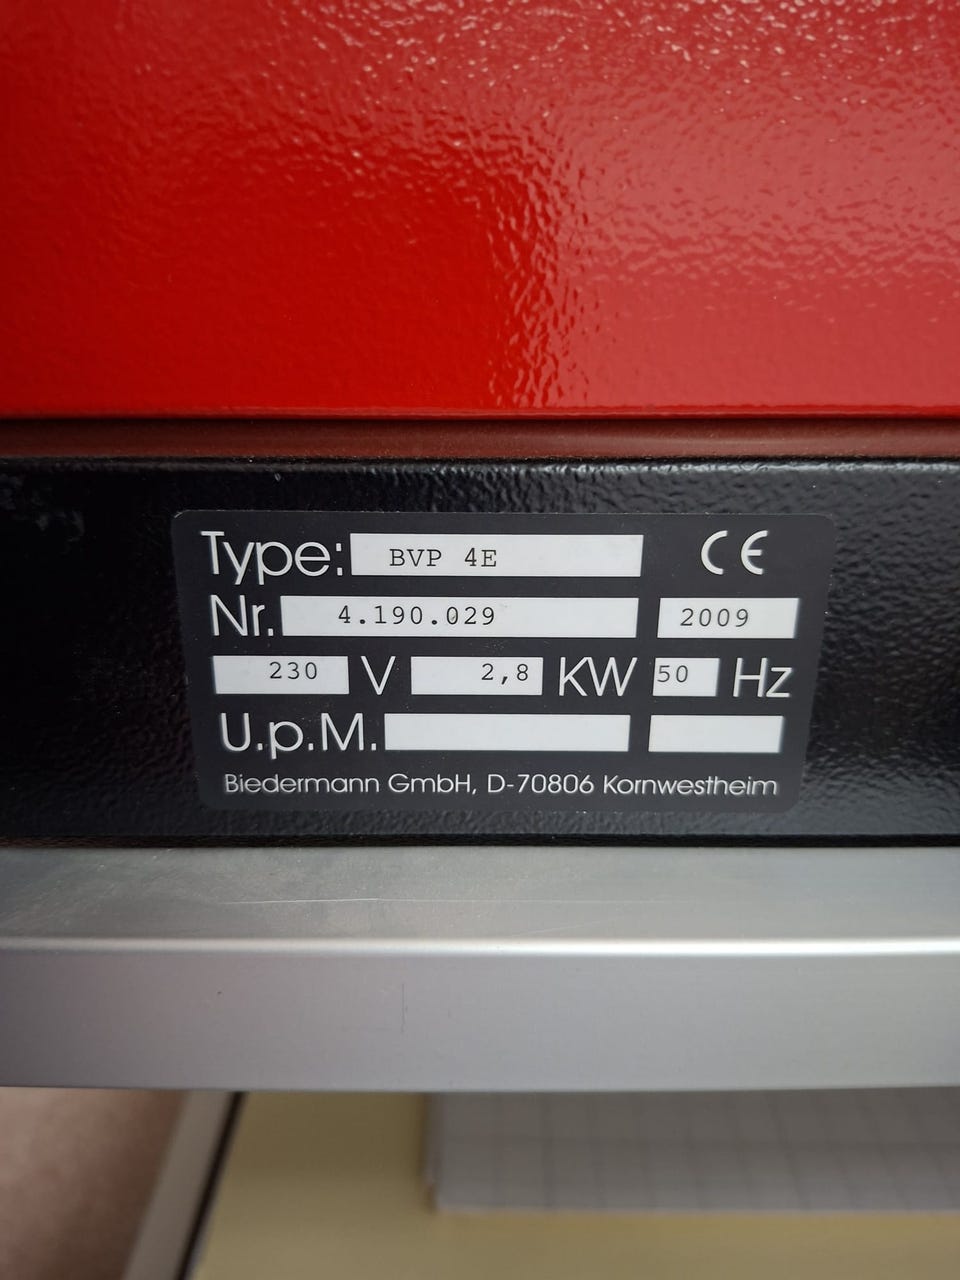 Type: BVP 4E CE
Nr. 4.190.029 2009
230 V 2,8 KW 50 Hz
U.p.M.
Biedermann GmbH, D-70806 Kornwestheim